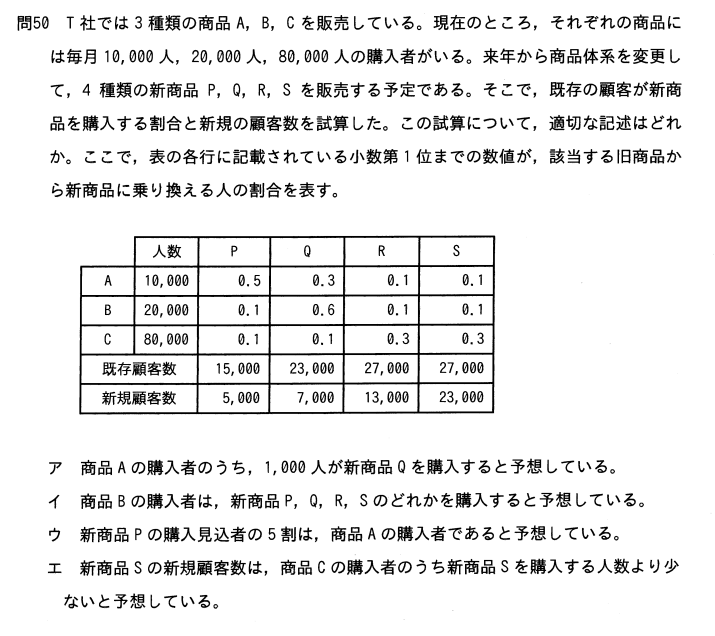 問50 T社では3種類の商品A，B，Cを販売している。現在のところ，それぞれの商品に
は毎月10,000人，20,000人，80,000人の購入者がいる。来年から商品体系を変更し
て，4種類の新商品P，Q，R，Sを販売する予定である。そこで，既存の顧客が新商
品を購入する割合と新規の顧客数を試算した。この試算について，適切な記述はどれ
か。ここで，表の各行に記載されている小数第1位までの数値が，該当する旧商品か
ら新商品に乗り換える人の割合を表す。
人数 P Q R S
A 10,000 0.5 0.3 0.1 0.1
B 20,000 0.1 0.6 0.1 0.1
C 80,000 0.1 0.1 0.3 0.3
既存顧客数 15,000 23,000 27,000 27,000
新規顧客数 5,000 7,000 13,000 23,000
ア 商品Aの購入者のうち，1,000人が新商品Qを購入すると予想している。
イ 商品Bの購入者は，新商品P，Q，R，Sのどれかを購入すると予想している。
ウ 新商品Pの購入見込者の5割は，商品Aの購入者であると予想している。
エ 新商品Sの新規顧客数は，商品Cの購入者のうち新商品Sを購入する人数より少
ないと予想している。